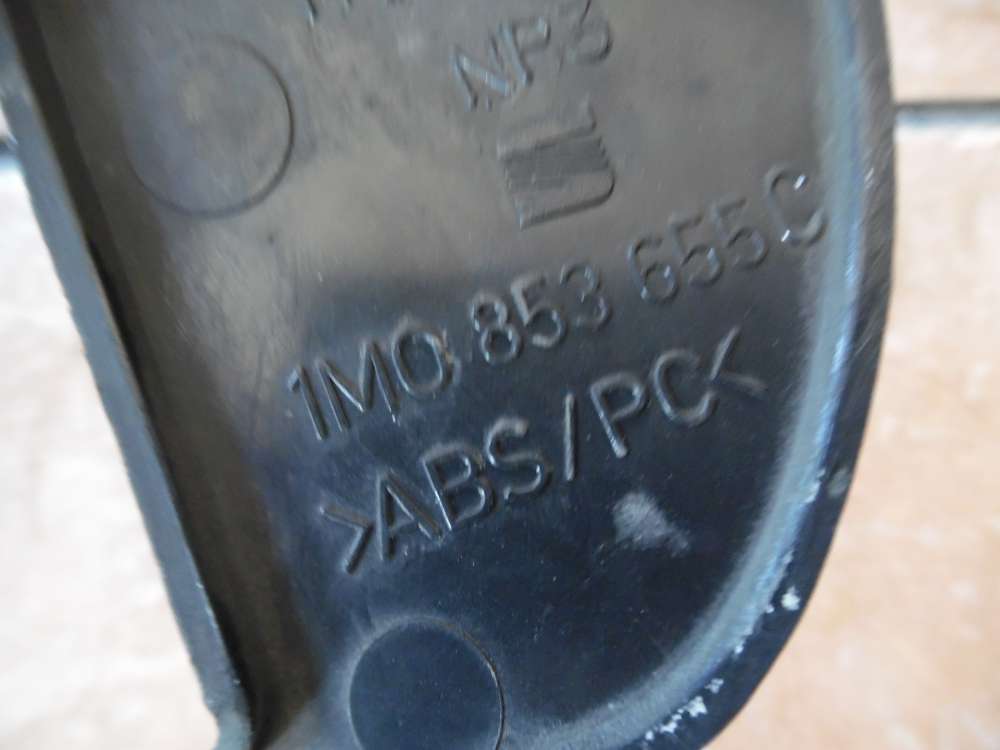 NP3
1M0 853 655 C
>ABS/PC<